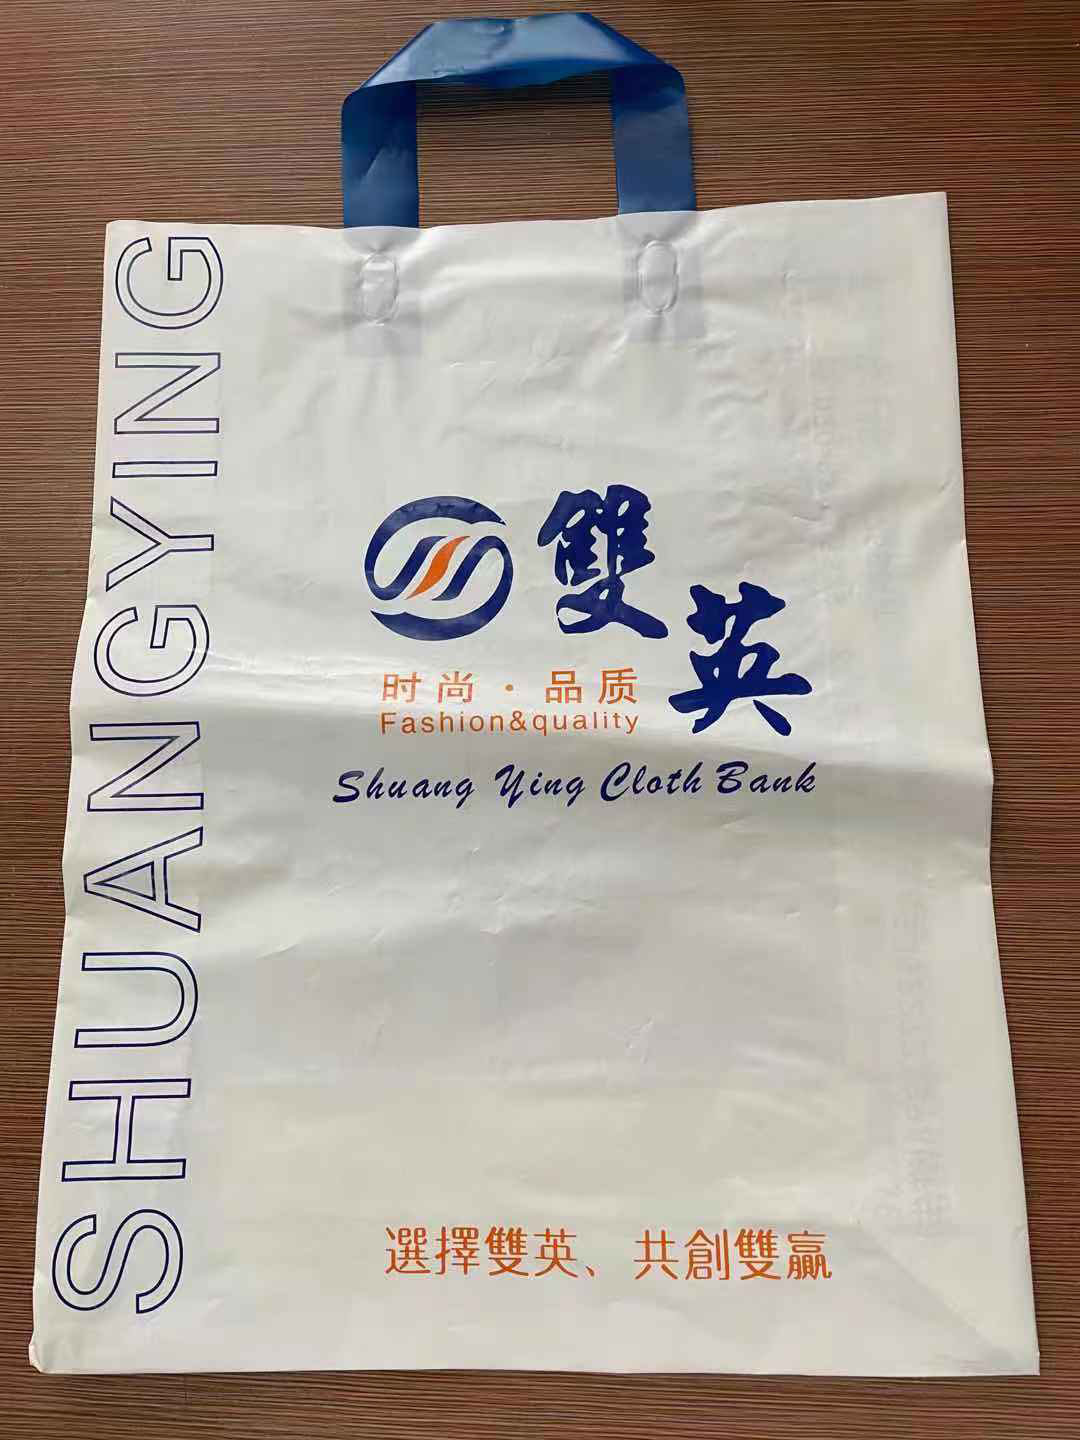 SHUANGYING
雙英
时尚·品质
Fashion&quality
Shuang Ying Cloth Bank
選擇雙英、共創雙贏